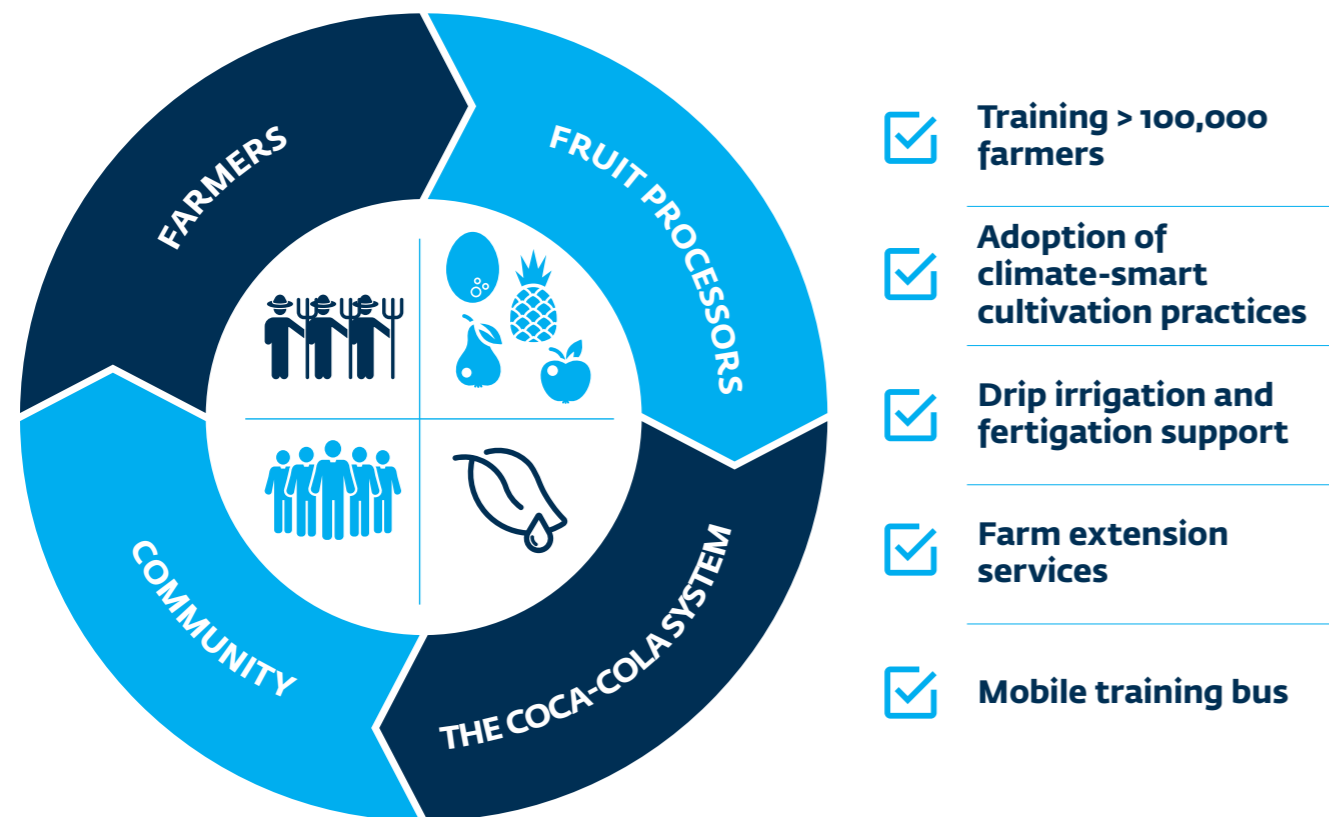 FARMERS
FRUIT PROCESSORS
THE COCA-COLA SYSTEM
COMMUNITY
Training > 100,000
farmers
Adoption of
climate-smart
cultivation practices
Drip irrigation and
fertigation support
Farm extension
services
Mobile training bus